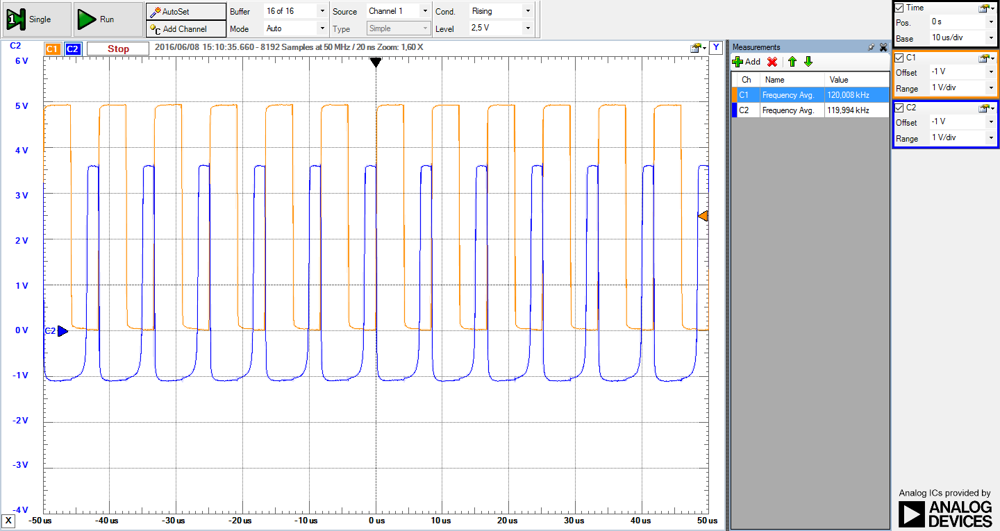 1 Single
Run
AutoSet
Add Channel
Buffer 16 of 16
Mode Auto
Source Channel 1
Type Simple
Cond. Rising
Level 2,5 V
Time
Pos. 0 s
Base 10 us/div
C1
Offset -1 V
Range 1 V/div
C2
Offset -1 V
Range 1 V/div
C2 C1 C2 Stop 2016/06/08 15:10:35.660 - 8192 Samples at 50 MHz / 20 ns Zoom: 1,60 X Y
6 V
5 V
4 V
3 V
2 V
1 V
0 V
C2
-1 V
-2 V
-3 V
-4 V
X -50 us -40 us -30 us -20 us -10 us 0 us 10 us 20 us 30 us 40 us 50 us
Measurements
Add
Ch Name Value
C1 Frequency Avg. 120,008 kHz
C2 Frequency Avg. 119,994 kHz
Analog ICs provided by
ANALOG
DEVICES